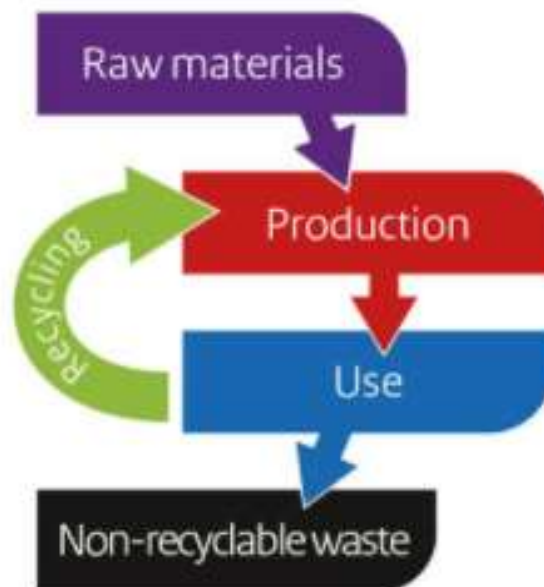 Raw materials
Production
Recycling
Use
Non-recyclable waste